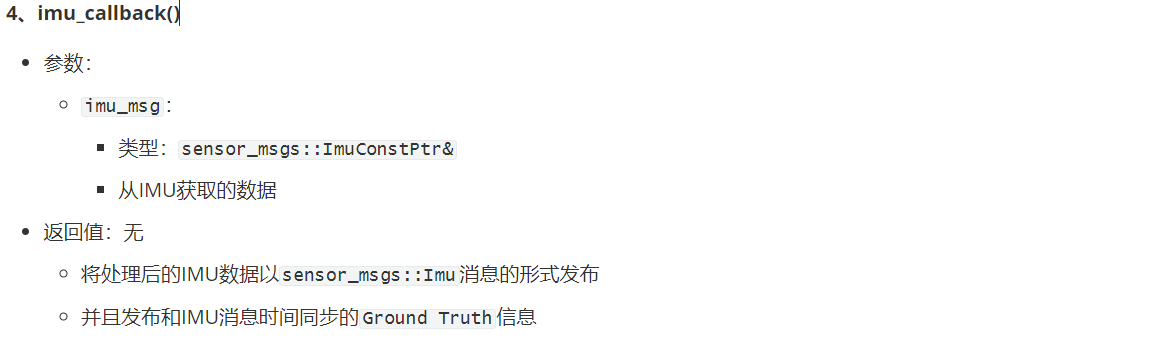 4、imu_callback()
参数：
imu_msg：
类型：sensor_msgs::ImuConstPtr&
从IMU获取的数据
返回值：无
将处理后的IMU数据以sensor_msgs::Imu消息的形式发布
并且发布和IMU消息时间同步的Ground Truth信息